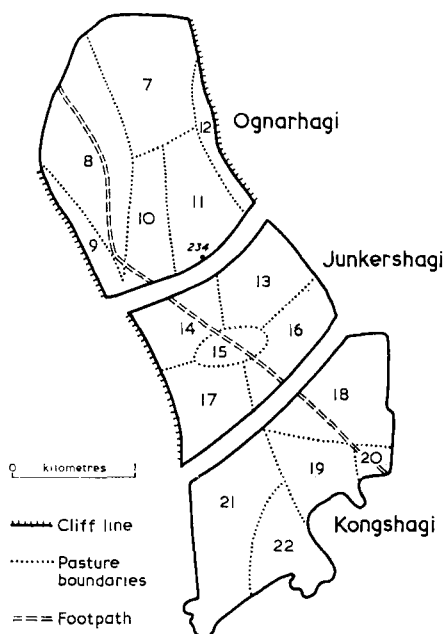 7
12
Ognarhagi
8
10
11
9
234
13
Junkershagi
14
15
16
17
18
20
19
21
Kongshagi
22
0 kilometres 1
Cliff line
Pasture
boundaries
Footpath